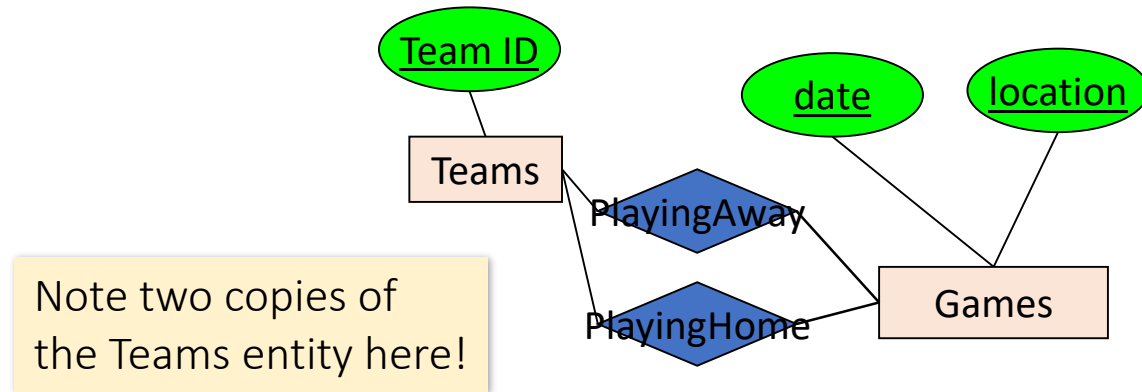 Team ID
date
location
Teams
PlayingAway
PlayingHome
Games
Note two copies of
the Teams entity here!